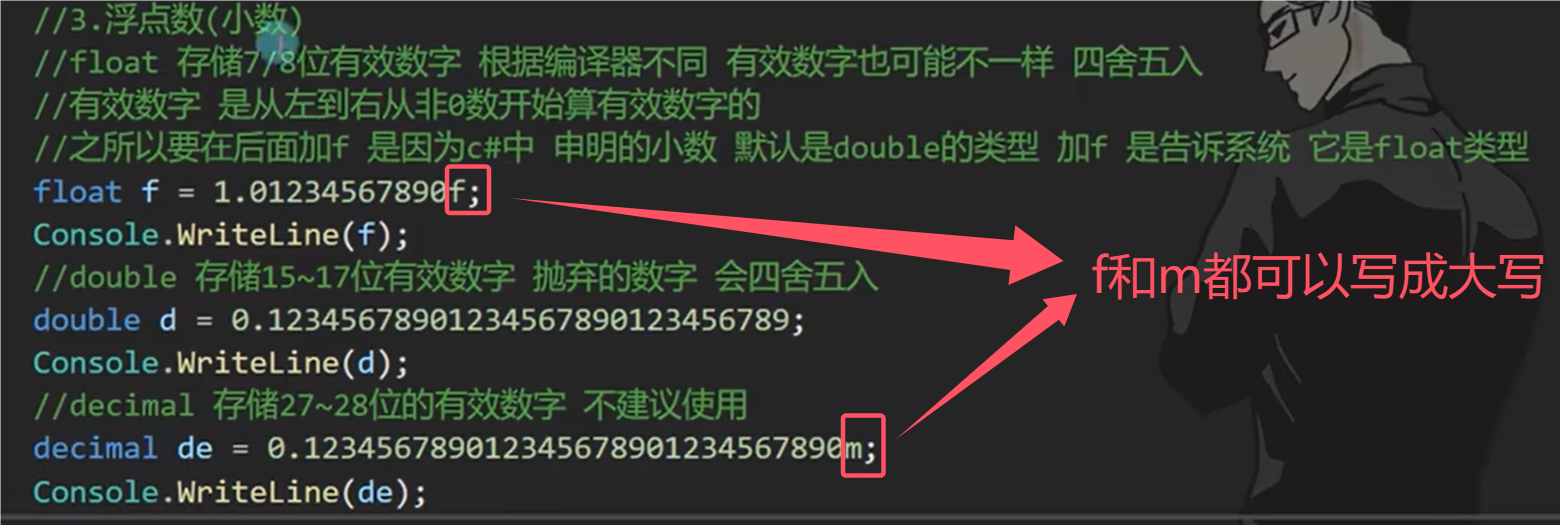 //3.浮点数(小数)
//float 存储7/8位有效数字 根据编译器不同 有效数字也可能不一样 四舍五入
//有效数字 是从左到右从非0数开始算有效数字的
//之所以要在后面加f 是因为c#中 申明的小数 默认是double的类型 加f 是告诉系统 它是float类型
float f = 1.01234567890f;
Console.WriteLine(f);
f和m都可以写成大写
//double 存储15~17位有效数字 抛弃的数字 会四舍五入
double d = 0.12345678901234567890123456789;
Console.WriteLine(d);
//decimal 存储27~28位的有效数字 不建议使用
decimal de = 0.123456789012345678901234567890m;
Console.WriteLine(de);